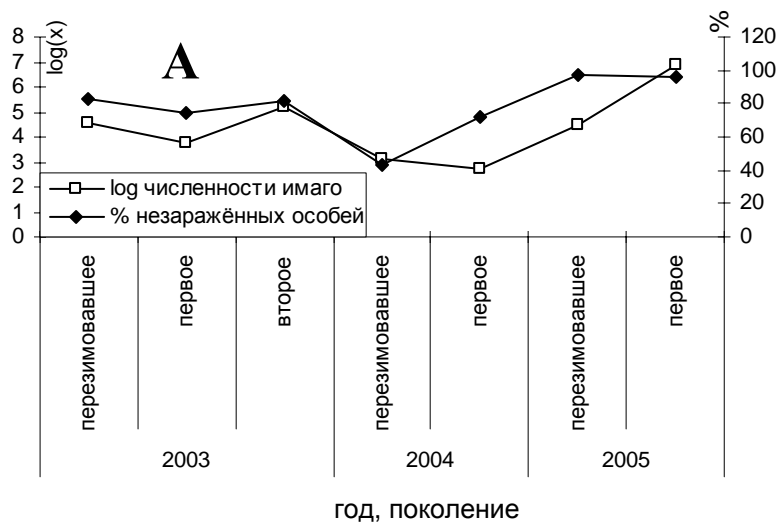 log(x)
%
А
8
7
6
5
4
3
2
1
0
120
100
80
60
40
20
0
log численности имаго
% незаражённых особей
перезимовавшее
первое
второе
перезимовавшее
первое
перезимовавшее
первое
2003
2004
2005
год, поколение